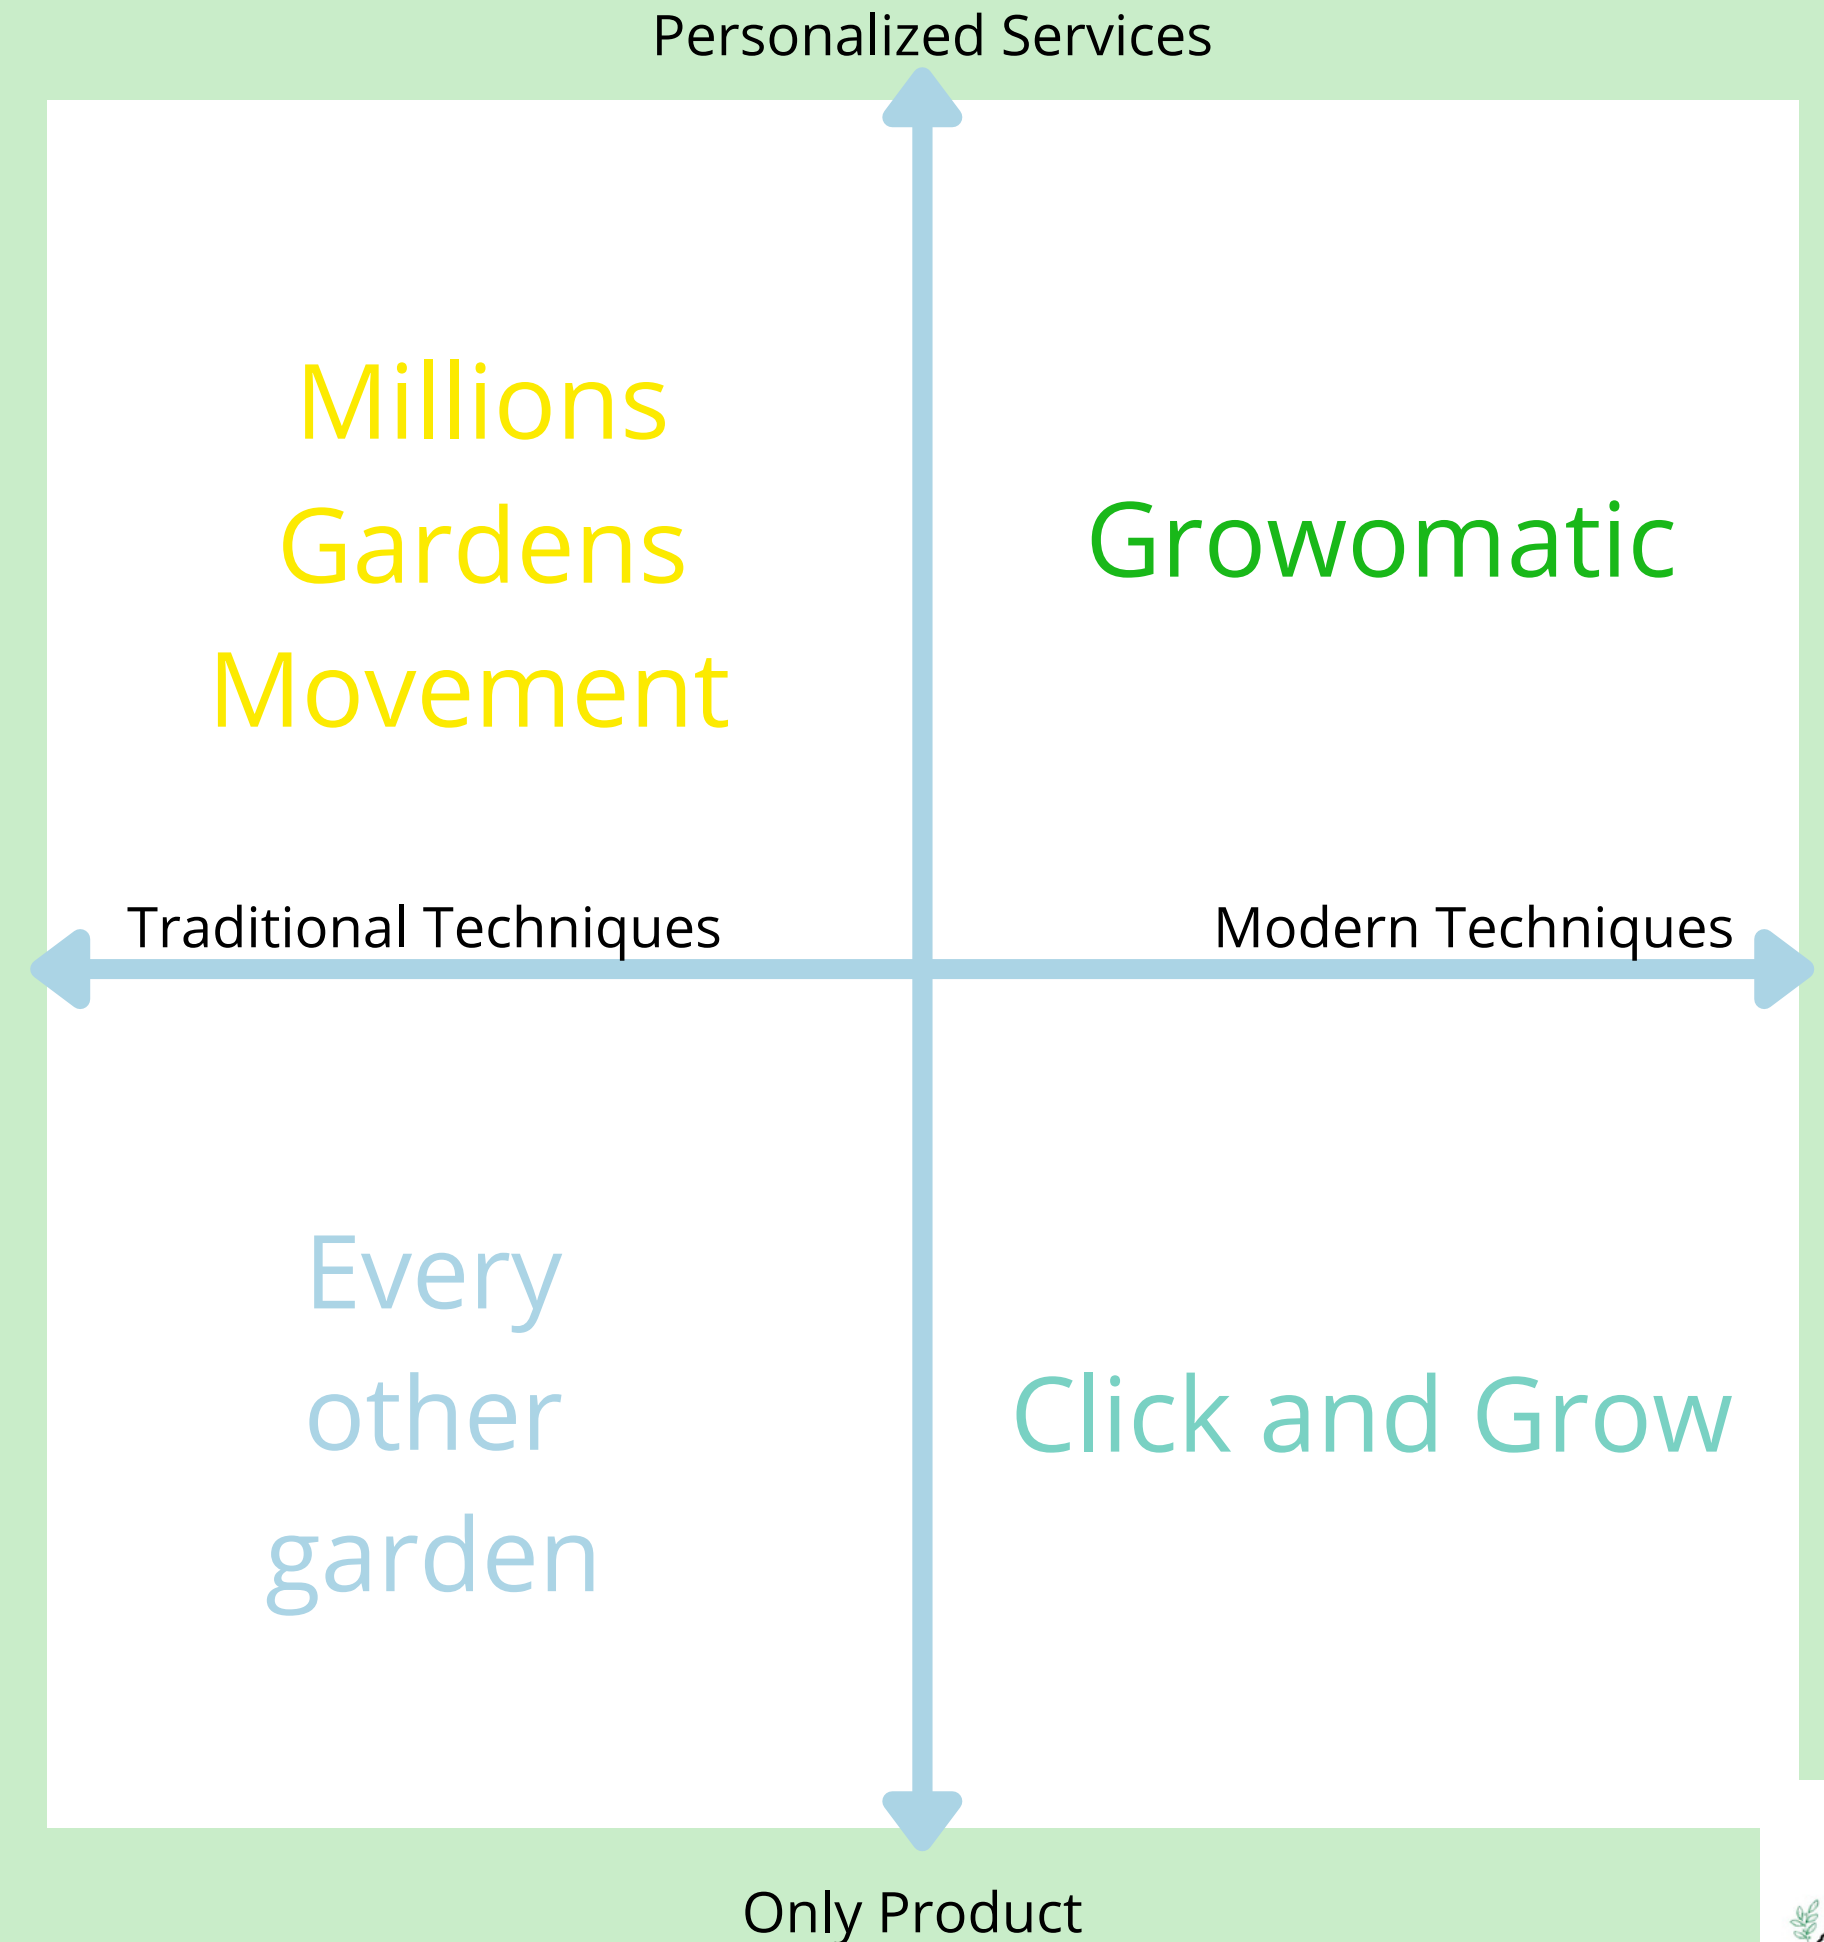 Personalized Services
Millions
Gardens
Movement
Growomatic
Traditional Techniques
Modern Techniques
Every
other
garden
Click and Grow
Only Product